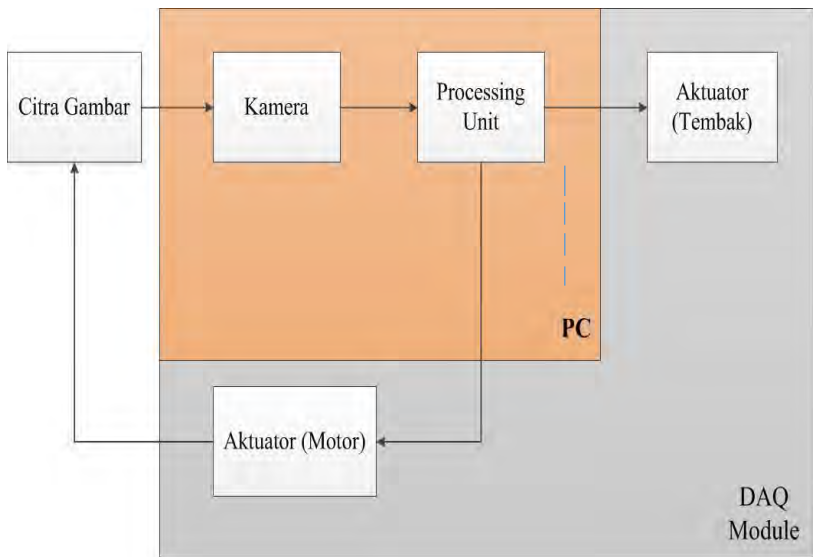 Citra Gambar
Kamera
Processing
Unit
Aktuator
(Tembak)
PC
Aktuator (Motor)
DAQ
Module